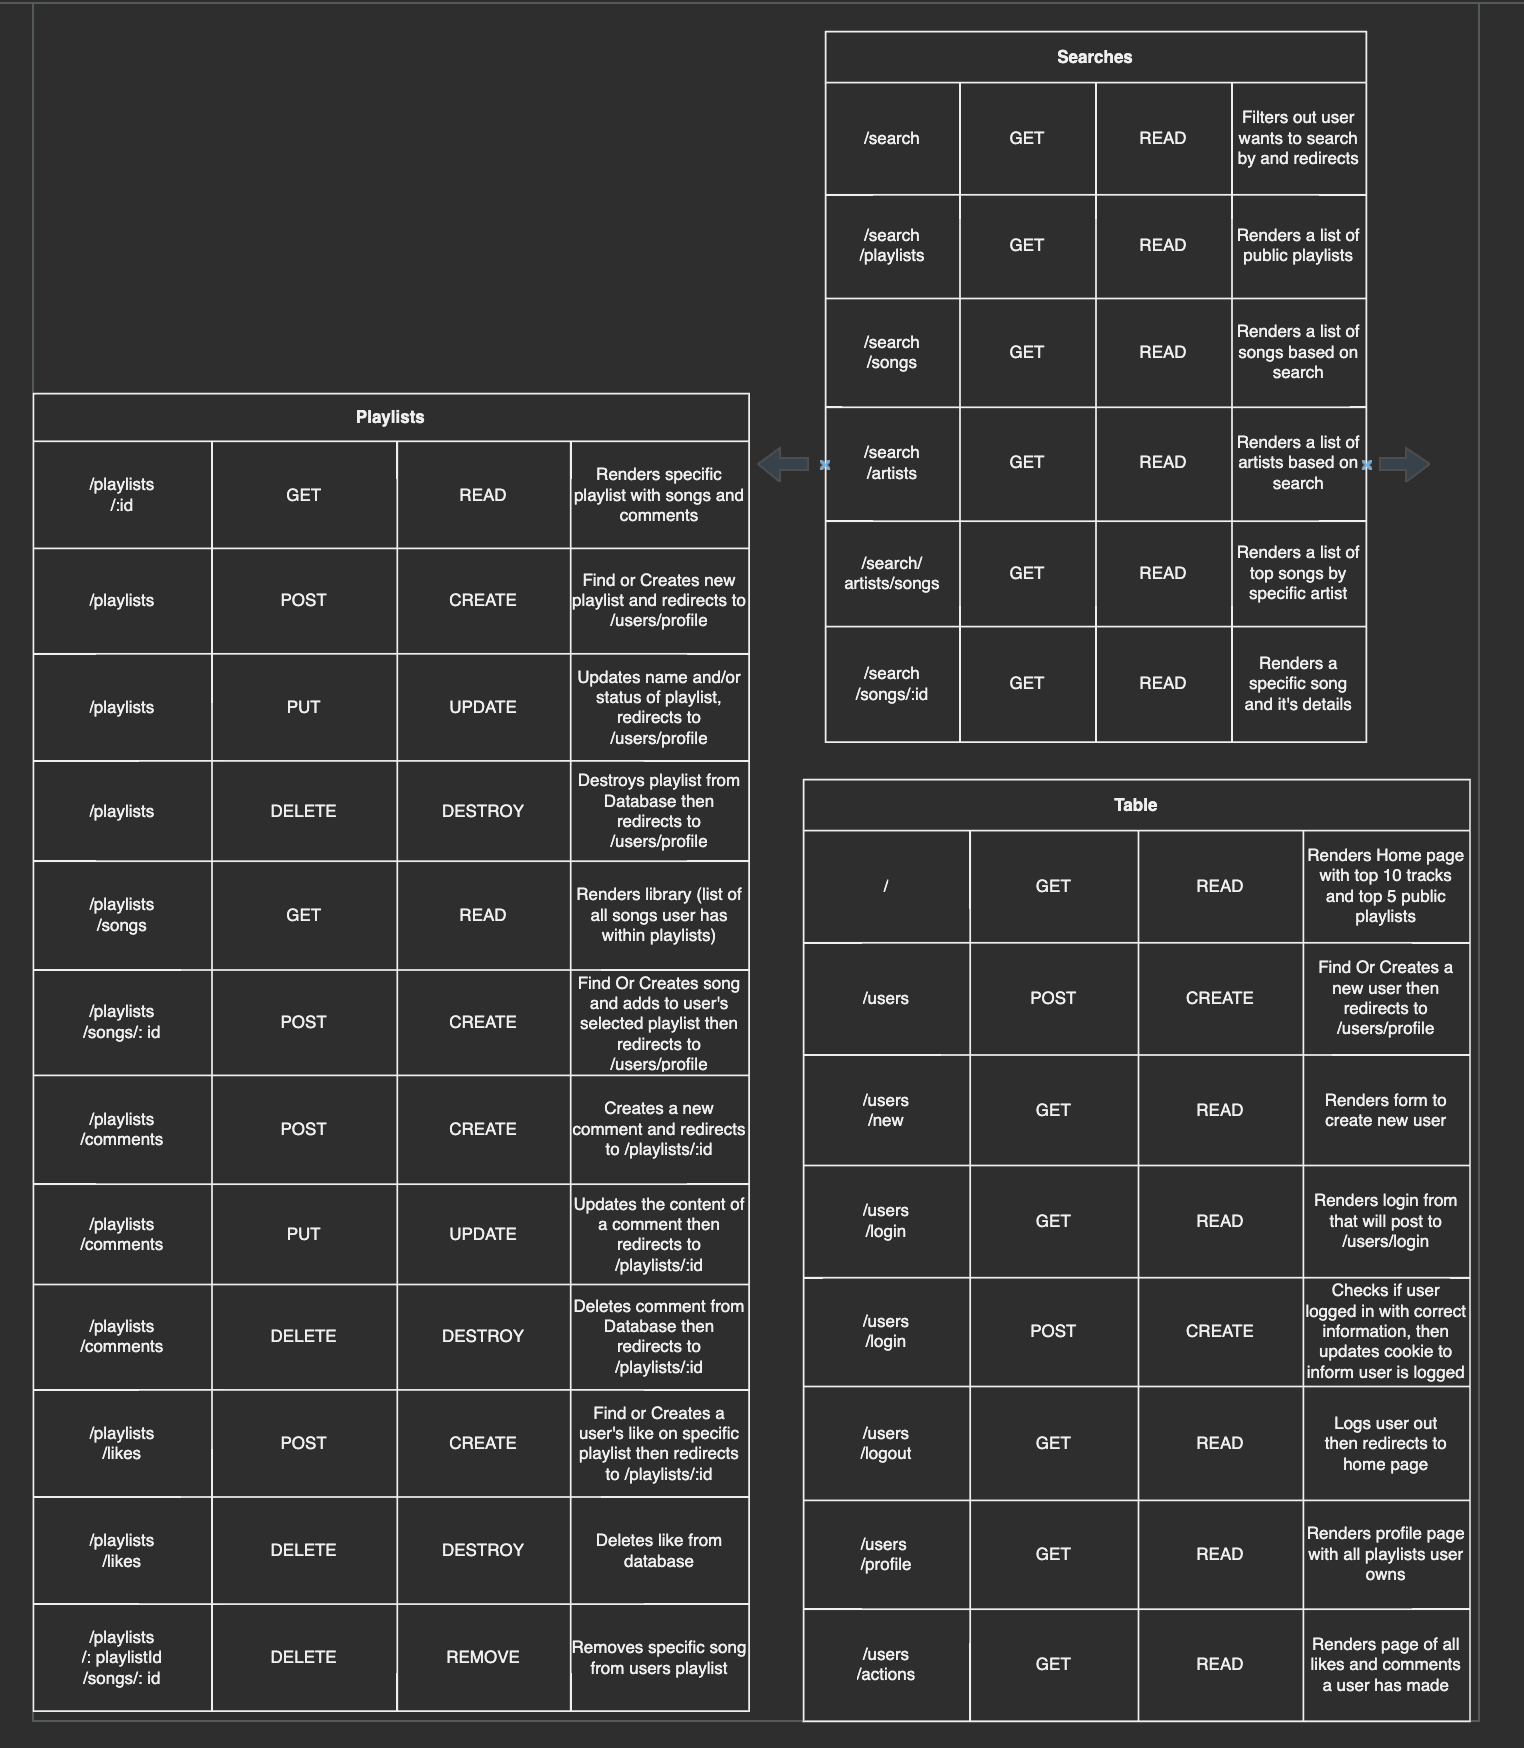 Searches
/search
GET
READ
Filters out user
wants to search
by and redirects
/search
/playlists
GET
READ
Renders a list of
public playlists
/search
/songs
GET
READ
Renders a list of
songs based on
search
/search
/artists
GET
READ
Renders a list of
artists based on
search
/search/
artists/songs
GET
READ
Renders a list of
top songs by
specific artist
/search
/songs/:id
GET
READ
Renders a
specific song
and it's details
Playlists
/playlists
/:id
GET
READ
Renders specific
playlist with songs and
comments
/playlists
POST
CREATE
Find or Creates new
playlist and redirects to
/users/profile
/playlists
PUT
UPDATE
Updates name and/or
status of playlist,
redirects to
/users/profile
/playlists
DELETE
DESTROY
Destroys playlist from
Database then
redirects to
/users/profile
/playlists
/songs
GET
READ
Renders library (list of
all songs user has
within playlists)
/playlists
/songs/: id
POST
CREATE
Find Or Creates song
and adds to user's
selected playlist then
redirects to
/users/profile
/playlists
/comments
POST
CREATE
Creates a new
comment and redirects
to /playlists/:id
/playlists
/comments
PUT
UPDATE
Updates the content of
a comment then
redirects to
/playlists/:id
/playlists
/comments
DELETE
DESTROY
Deletes comment from
Database then
redirects to
/playlists/:id
/playlists
/likes
POST
CREATE
Find or Creates a
user's like on specific
playlist then redirects
to /playlists/:id
/playlists
/likes
DELETE
DESTROY
Deletes like from
database
/playlists
/: playlistId
/songs/: id
DELETE
REMOVE
Removes specific song
from users playlist
Table
/
GET
READ
Renders Home page
with top 10 tracks
and top 5 public
playlists
/users
POST
CREATE
Find Or Creates a
new user then
redirects to
/users/profile
/users
/new
GET
READ
Renders form to
create new user
/users
/login
GET
READ
Renders login from
that will post to
/users/login
/users
/login
POST
CREATE
Checks if user
logged in with correct
information, then
updates cookie to
inform user is logged
/users
/logout
GET
READ
Logs user out
then redirects to
home page
/users
/profile
GET
READ
Renders profile page
with all playlists user
owns
/users
/actions
GET
READ
Renders page of all
likes and comments
a user has made